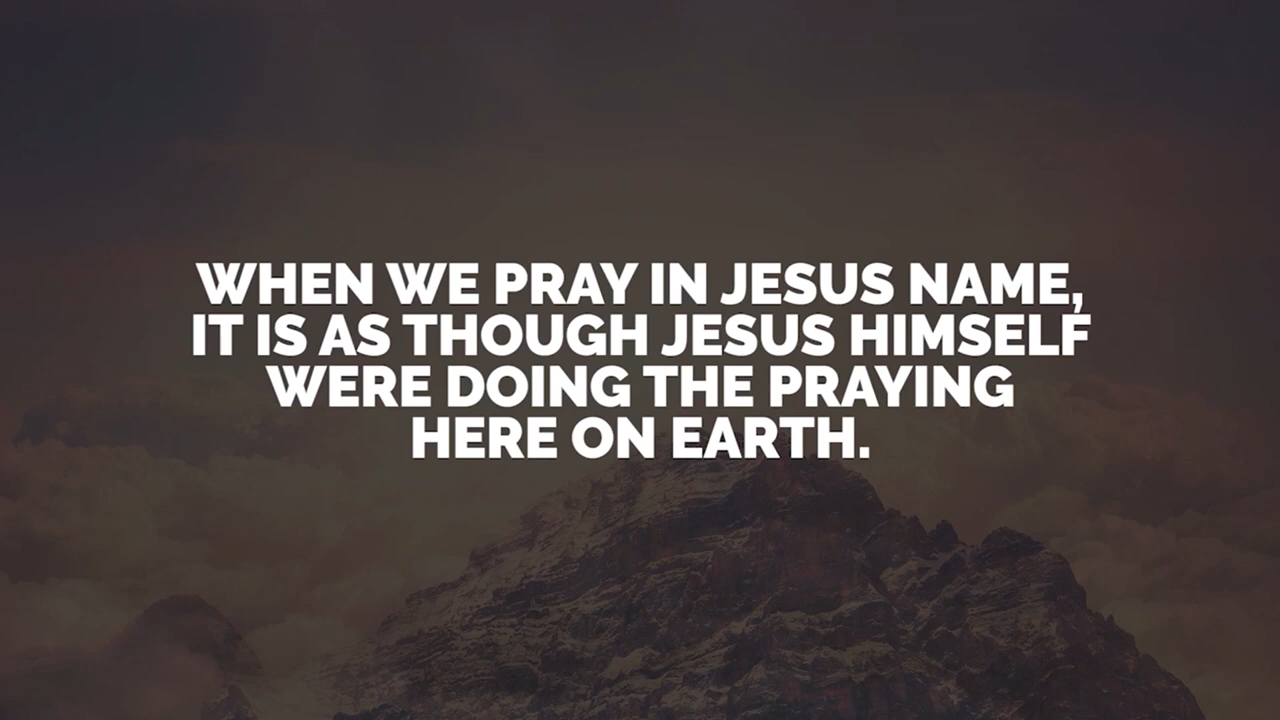 WHEN WE PRAY IN JESUS NAME,
IT IS AS THOUGH JESUS HIMSELF
WERE DOING THE PRAYING
HERE ON EARTH.